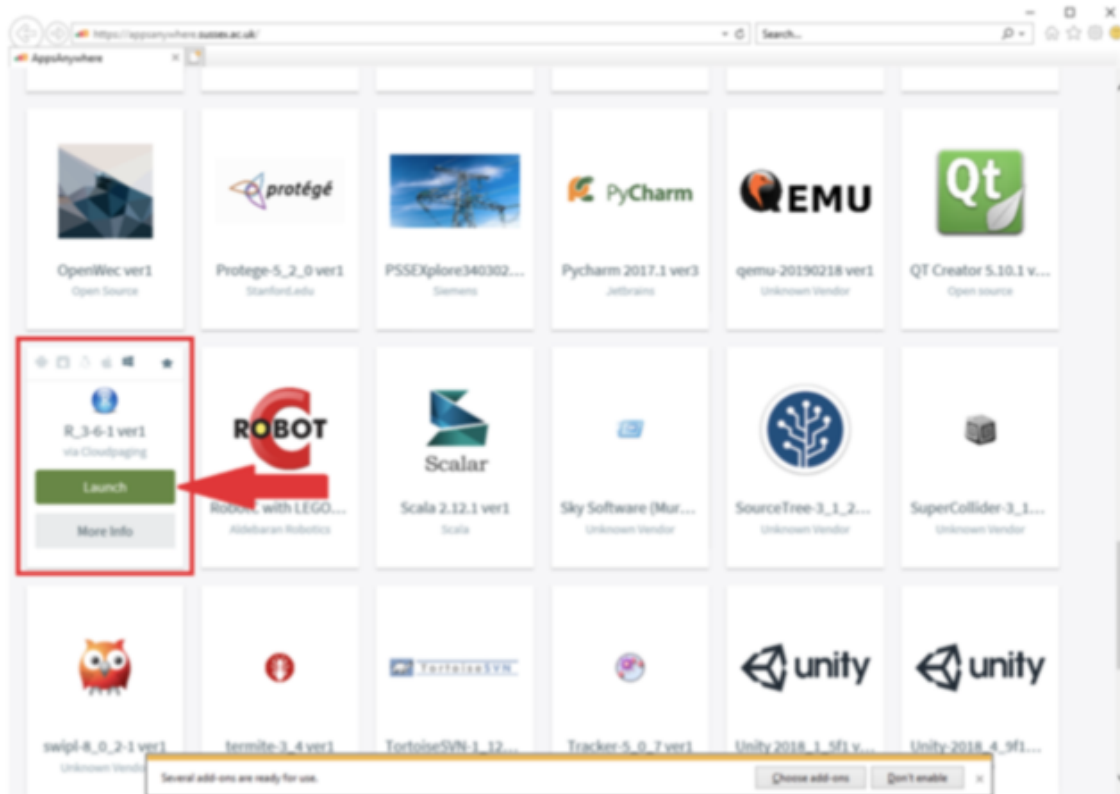 https://appsanywhere.sussex.ac.uk/
Search...
AppsAnywhere
protégé
PyCharm
QEMU
Qt
OpenWec ver1
Protege-5_2_0 ver1
PSSEXplore340302...
Pycharm 2017.1 ver3
qemu-20190218 ver1
QT Creator 5.10.1 v....
Open Source
Stanford.edu
Siemens
Jetbrains
Unknown Vendor
Open source
R_3-6-1 ver1
via Cloudpaging
Launch
More Info
ROBOT
C
Scalar
RobotC with LEGO...
Scala 2.12.1 ver1
Sky Software (Mur...
SourceTree-3_1_2...
SuperCollider-3_1...
Aldebaran Robotics
Scala
Unknown Vendor
Unknown Vendor
Unknown Vendor
TortoiseSVN
unity
unity
swipl-8_0_2-1 ver1
termite-3_4 ver1
TortoiseSVN-1_12...
Tracker-5_0_7 ver1
Unity 2018_1_5f1 v...
Unity-2018_4_9f1...
Unknown Vendo
Several add-ons are ready for use.
Choose add-ons
Don't enable